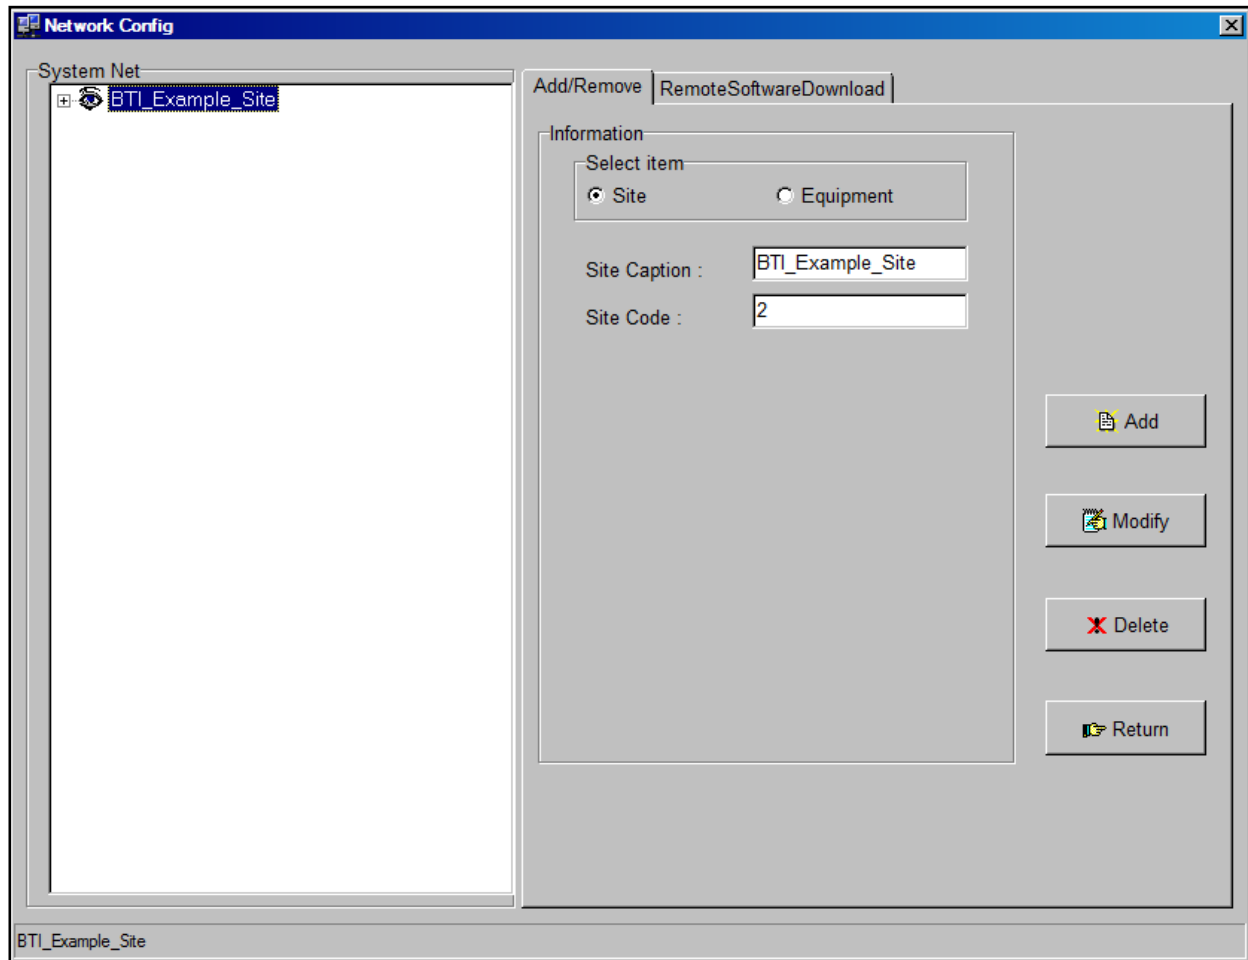 Network Config
System Net
BTI_Example_Site
Add/Remove
RemoteSoftwareDownload
Information
Select item
Site
Equipment
Site Caption :
BTI_Example_Site
Site Code :
2
Add
Modify
Delete
Return
BTI_Example_Site